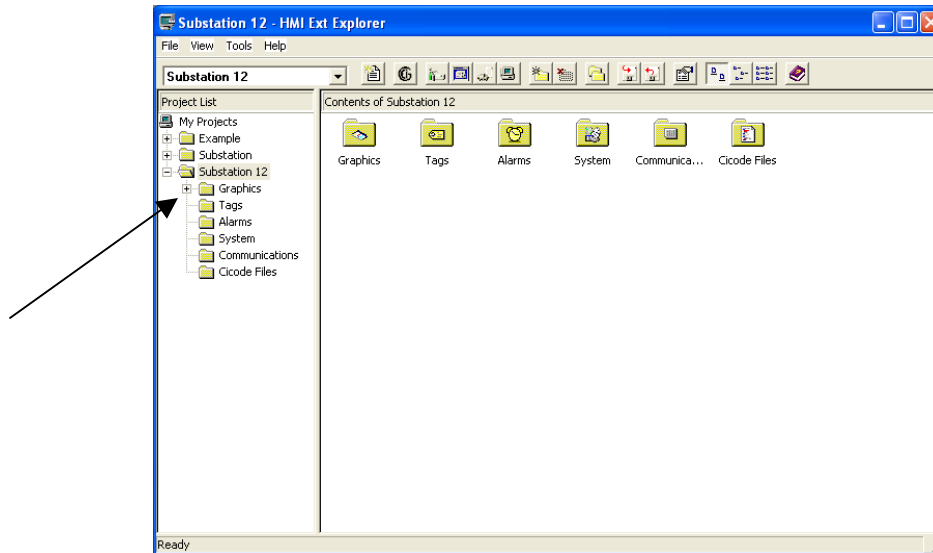 Substation 12 - HMI Ext Explorer
File View Tools Help
Substation 12
Project List
Contents of Substation 12
My Projects
Example
Substation
Substation 12
Graphics
Tags
Alarms
System
Communications
Cicode Files
Graphics
Tags
Alarms
System
Communica...
Cicode Files
Ready